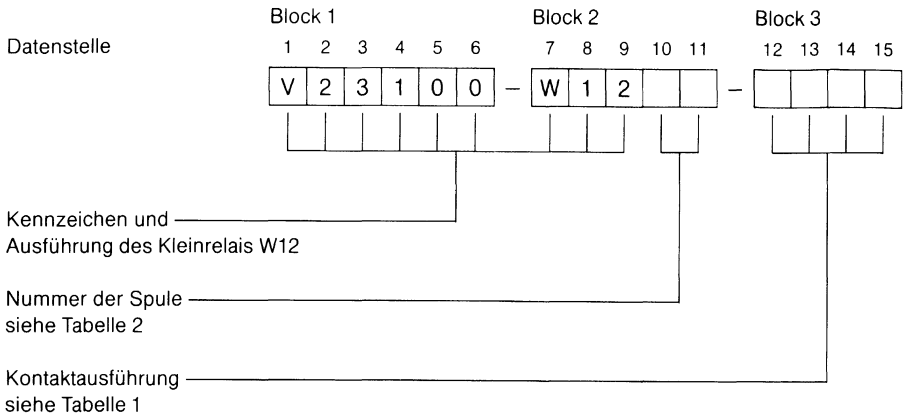 Block 1 Block 2 Block 3
Datenstelle 1 2 3 4 5 6 7 8 9 10 11 12 13 14 15
V 2 3 1 0 0 – W 1 2 –
Kennzeichen und
Ausführung des Kleinrelais W12
Nummer der Spule
siehe Tabelle 2
Kontaktausführung
siehe Tabelle 1